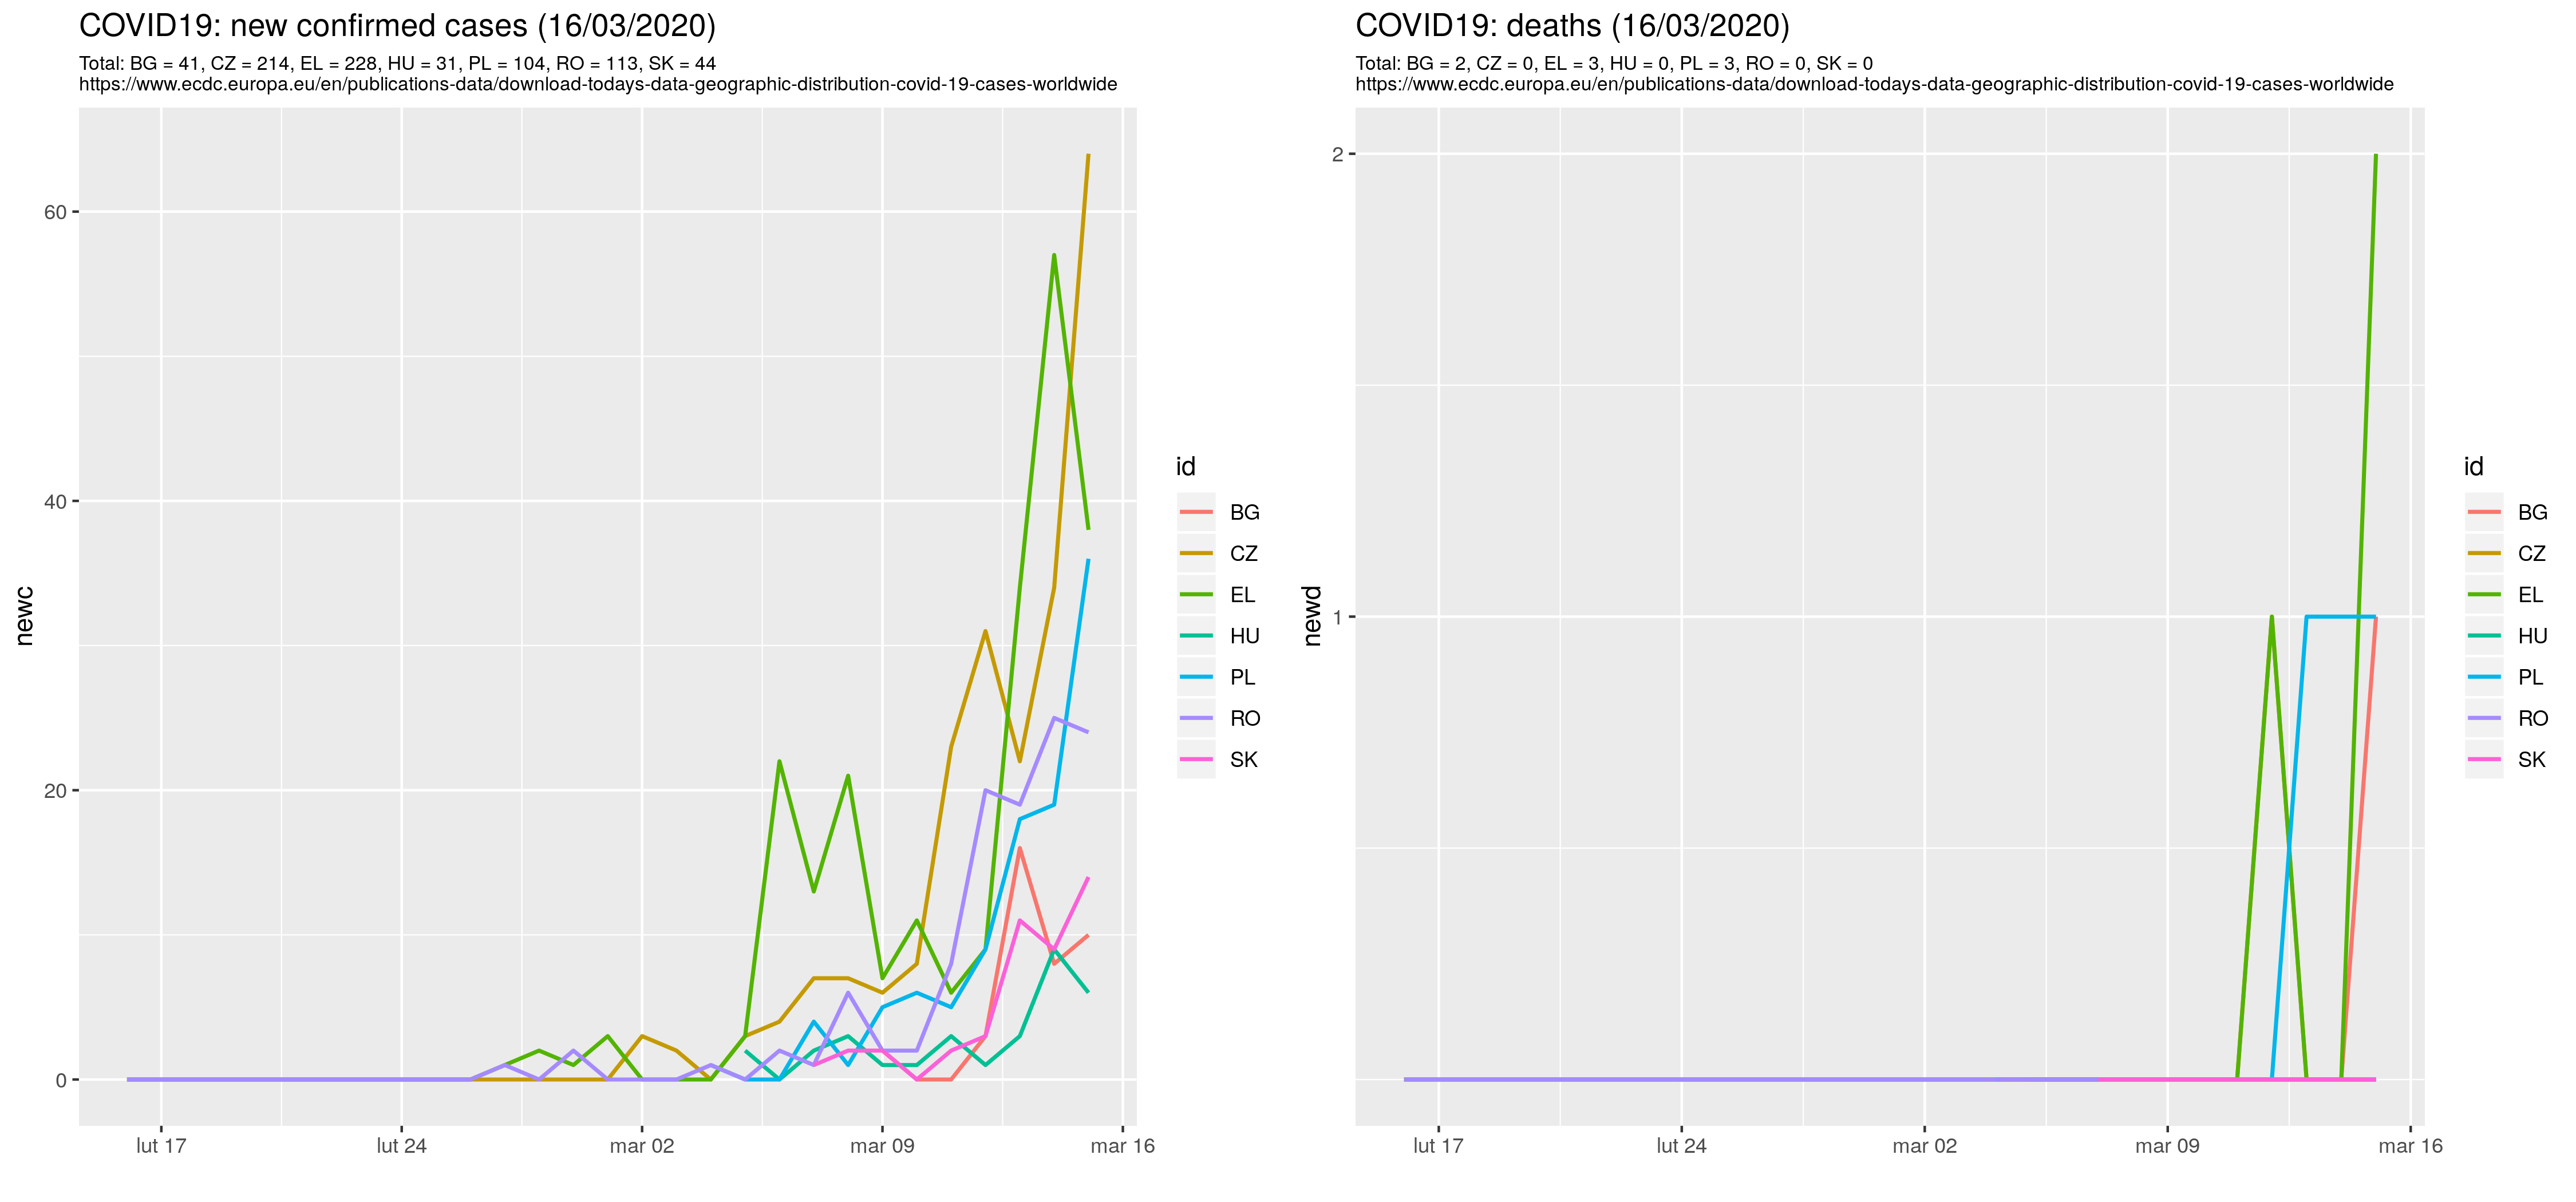 COVID19: new confirmed cases (16/03/2020)
Total: BG = 41, CZ = 214, EL = 228, HU = 31, PL = 104, RO = 113, SK = 44
https://www.ecdc.europa.eu/en/publications-data/download-todays-data-geographic-distribution-covid-19-cases-worldwide
newc
60
40
20
0
lut 17
lut 24
mar 02
mar 09
mar 16
id
BG
CZ
EL
HU
PL
RO
SK
COVID19: deaths (16/03/2020)
Total: BG = 2, CZ = 0, EL = 3, HU = 0, PL = 3, RO = 0, SK = 0
https://www.ecdc.europa.eu/en/publications-data/download-todays-data-geographic-distribution-covid-19-cases-worldwide
newd
2
1
lut 17
lut 24
mar 02
mar 09
mar 16
id
BG
CZ
EL
HU
PL
RO
SK